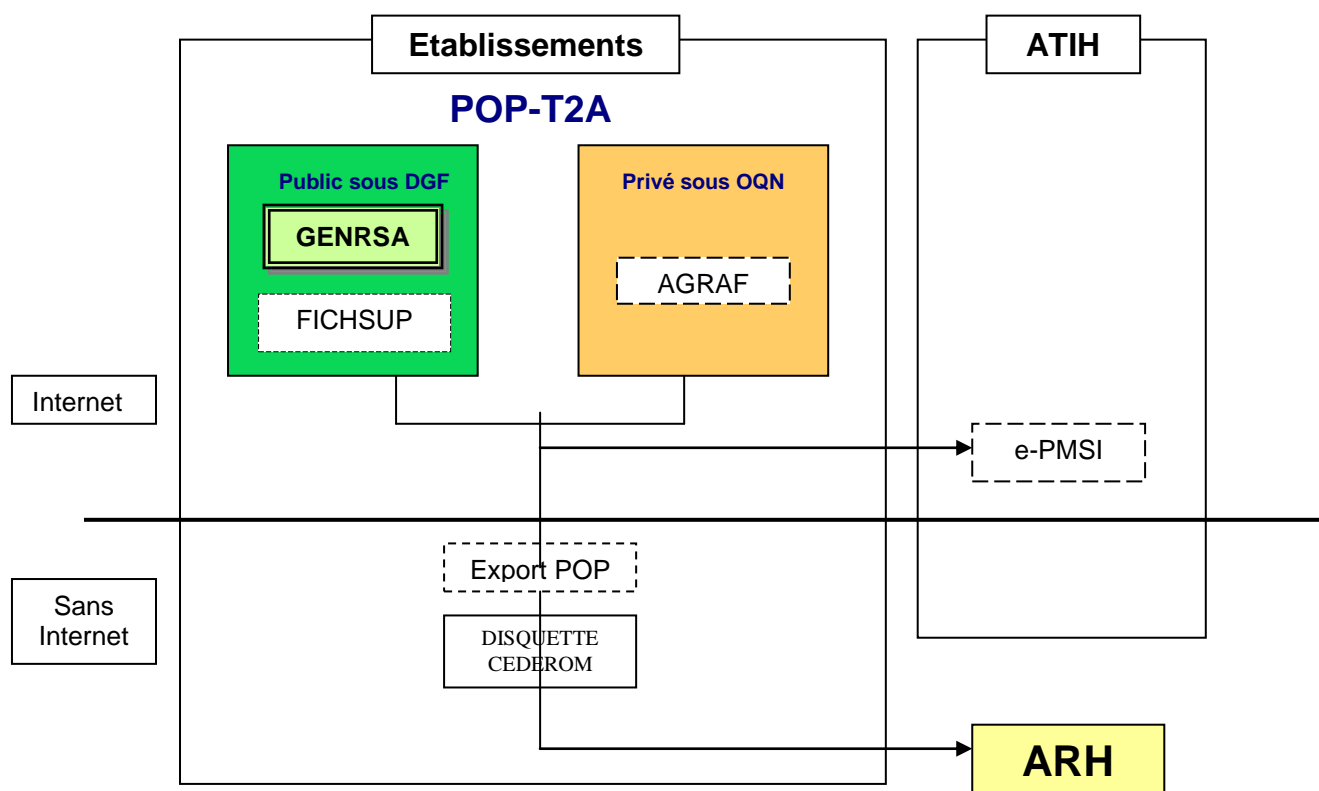 Etablissements
ATIH
POP-T2A
Public sous DGF
Privé sous OQN
GENRSA
AGRAF
FICHSUP
Internet
e-PMSI
Export POP
Sans
Internet
DISQUETTE
CEDEROM
ARH